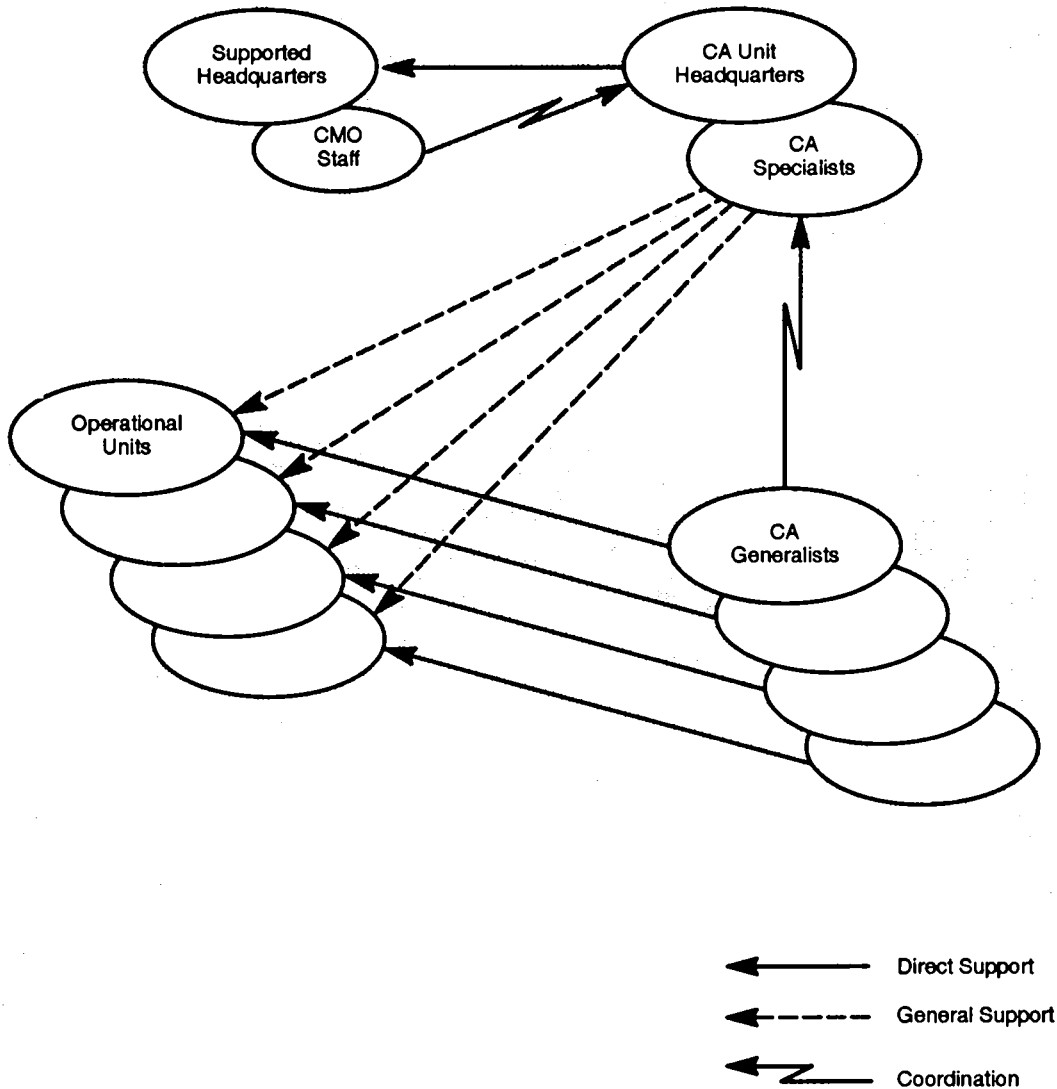 Supported
Headquarters
CA Unit
Headquarters
CMO
Staff
CA
Specialists
Operational
Units
CA
Generalists
Direct Support
General Support
Coordination